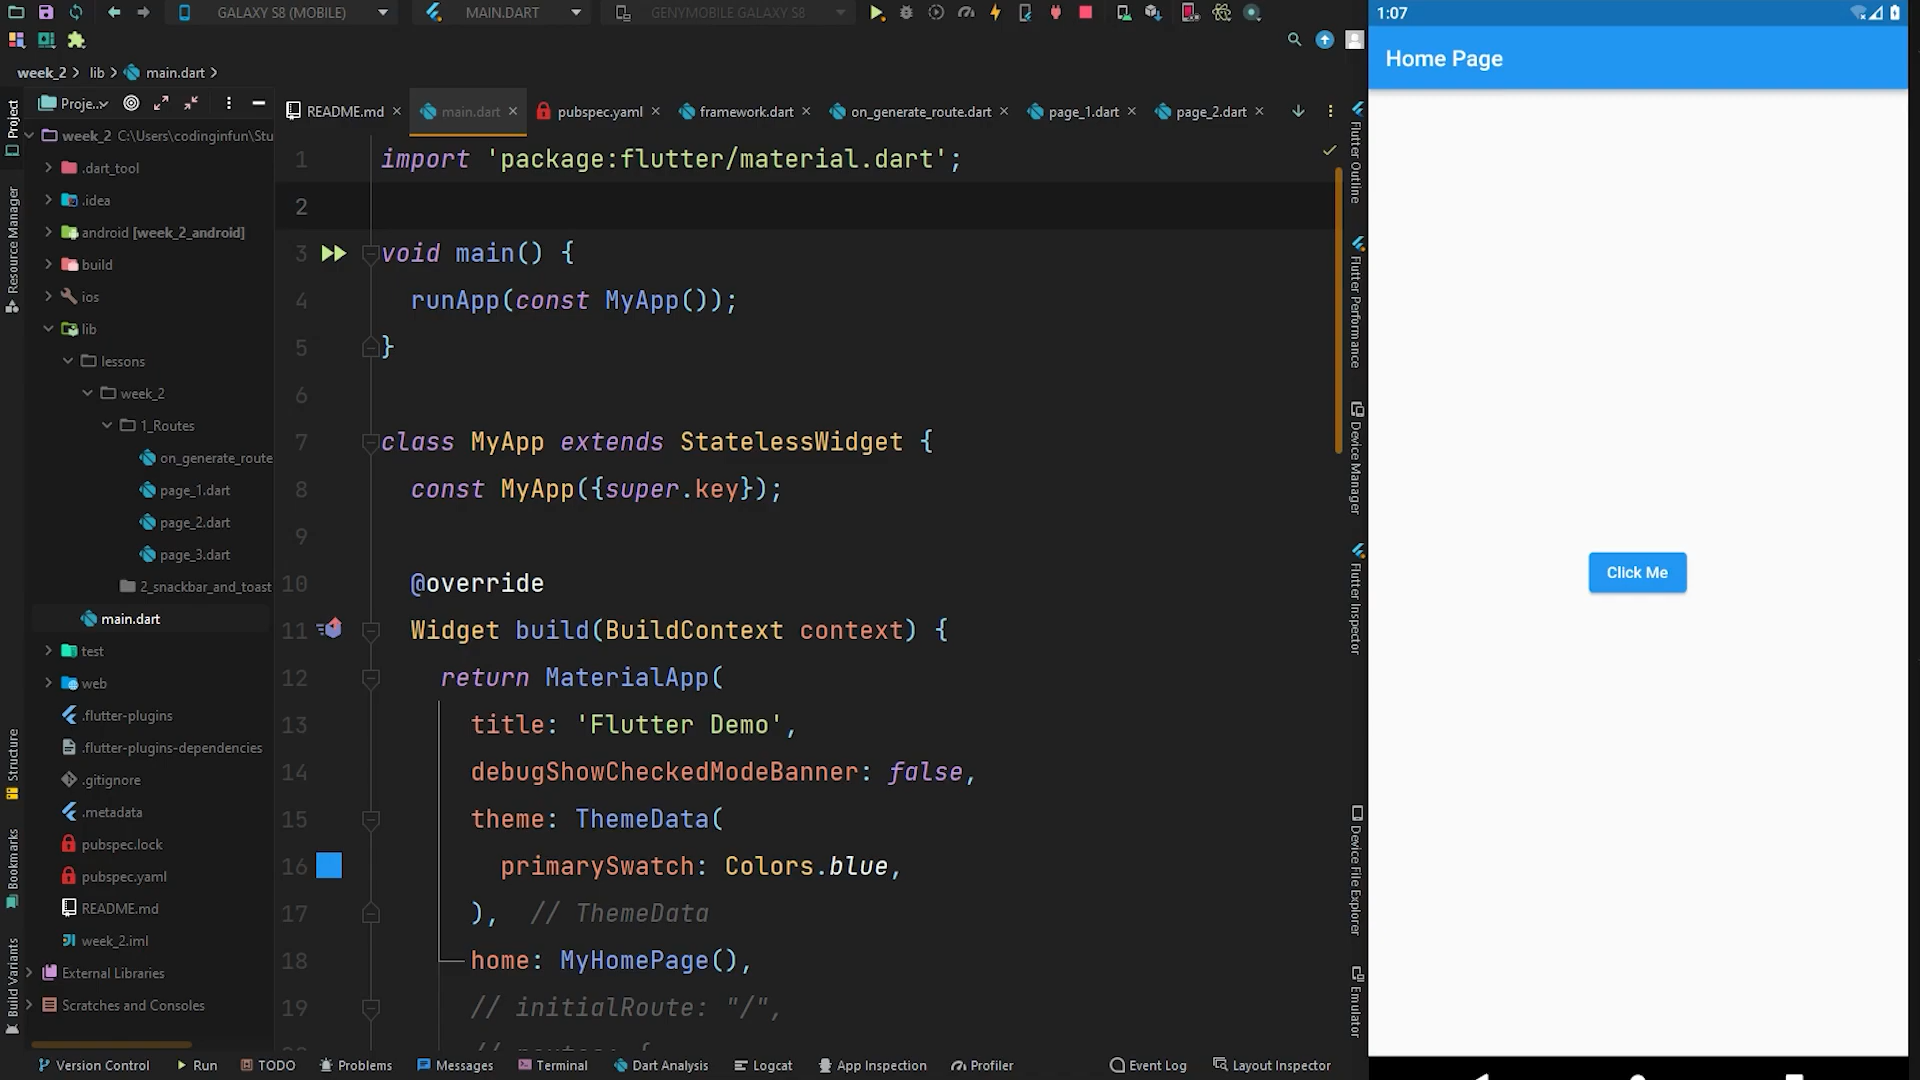 GALAXY S8 (MOBILE)
MAIN.DART
GENYMOBILE GALAXY S8
week_2
lib
main.dart
Proje...
README.md
main.dart
pubspec.yaml
framework.dart
on_generate_route.dart
page_1.dart
page_2.dart
Project
Resource Manager
Structure
Bookmarks
Build Variants
week_2 C:\Users\codinginfun\Stu
.dart_tool
.idea
android [week_2_android]
build
ios
lib
lessons
week_2
1_Routes
on_generate_route
page_1.dart
page_2.dart
page_3.dart
2_snackbar_and_toast
main.dart
test
web
.flutter-plugins
.flutter-plugins-dependencies
.gitignore
.metadata
pubspec.lock
pubspec.yaml
README.md
week_2.iml
External Libraries
Scratches and Consoles
1 import 'package:flutter/material.dart';
2
3 void main() {
4 runApp(const MyApp());
5 }
6
7 class MyApp extends StatelessWidget {
8 const MyApp({super.key});
9
10 @override
11 Widget build(BuildContext context) {
12 return MaterialApp(
13 title: 'Flutter Demo',
14 debugShowCheckedModeBanner: false,
15 theme: ThemeData(
16 primarySwatch: Colors.blue,
17 ), // ThemeData
18 home: MyHomePage(),
19 // initialRoute: "/",
Flutter Outline
Flutter Performance
Device Manager
Flutter Inspector
Device File Explorer
Emulator
Version Control
Run
TODO
Problems
Messages
Terminal
Dart Analysis
Logcat
App Inspection
Profiler
Event Log
Layout Inspector
1:07
Home Page
Click Me